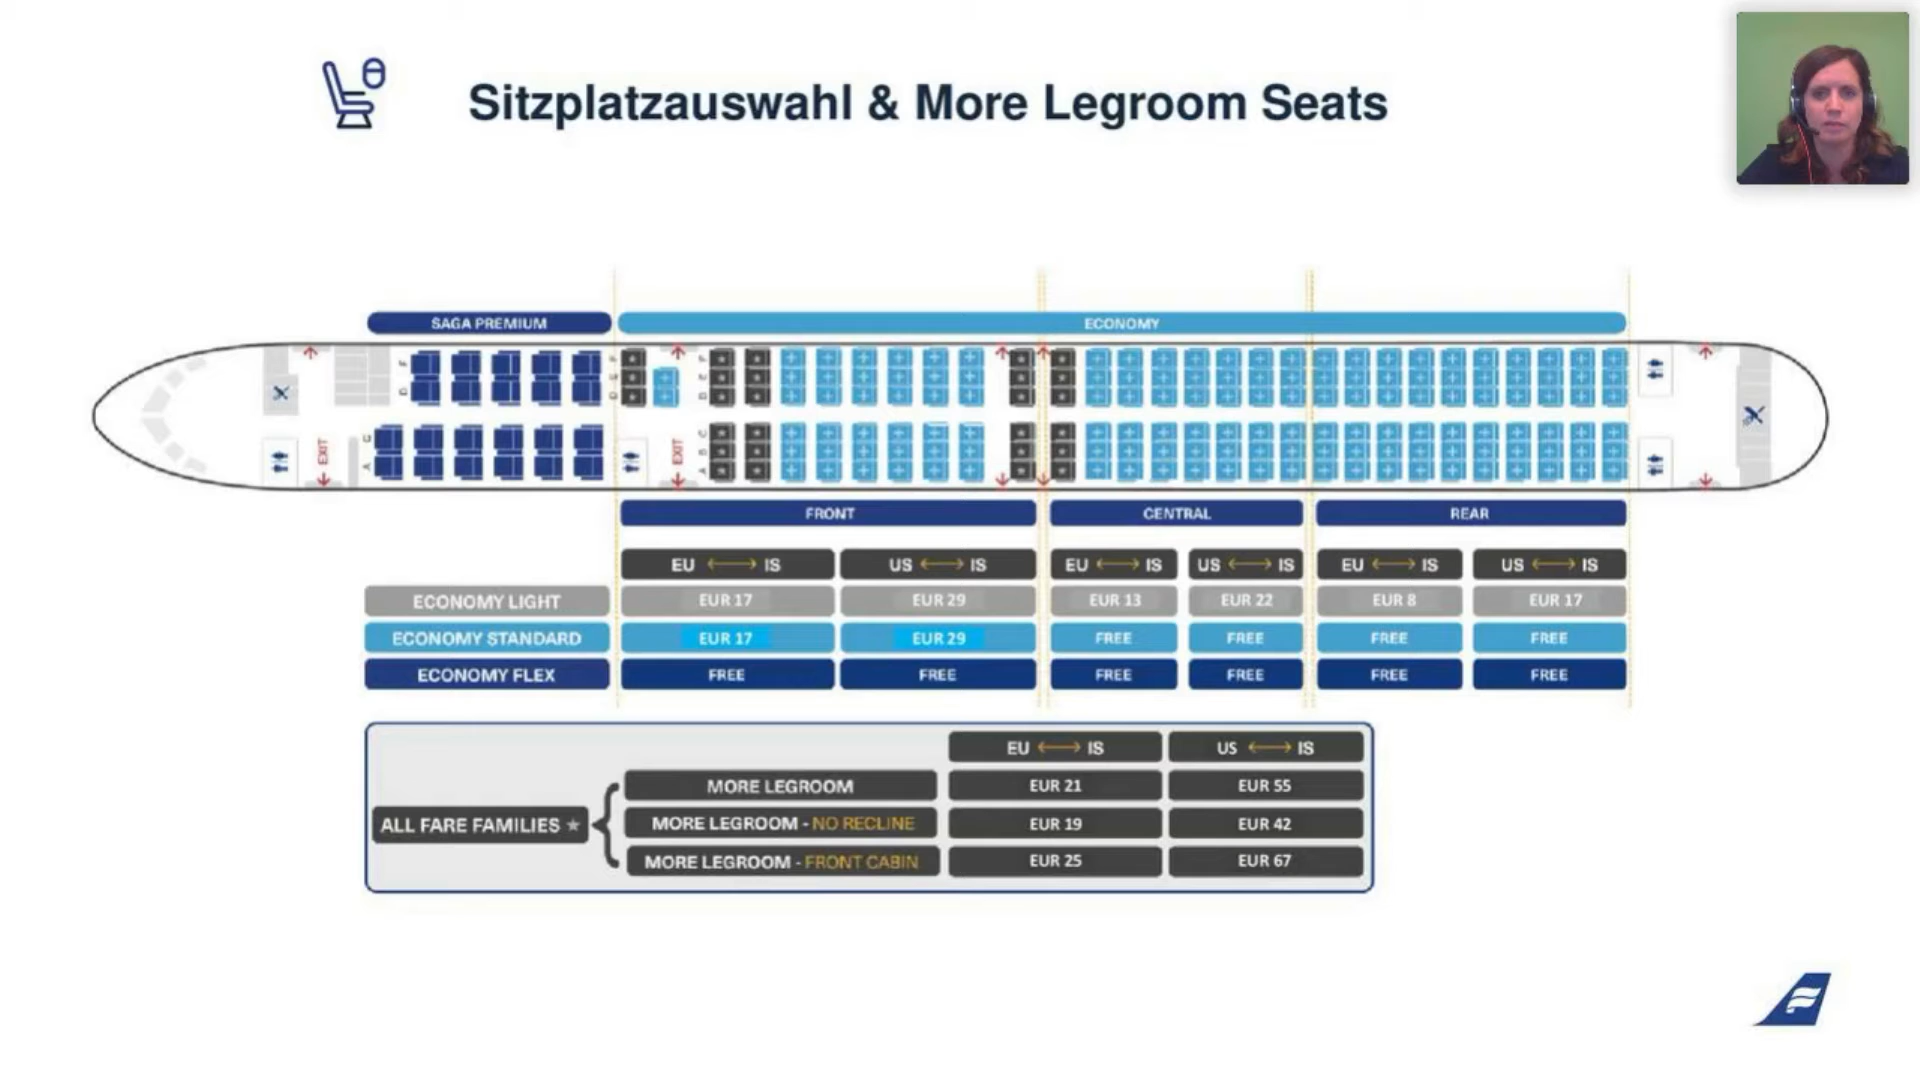 Sitzplatzauswahl & More Legroom Seats
SAGA PREMIUM ECONOMY
EXIT EXIT
FRONT CENTRAL REAR
EU IS US IS EU IS US IS EU IS US IS
ECONOMY LIGHT EUR 17 EUR 29 EUR 13 EUR 22 EUR 8 EUR 17
ECONOMY STANDARD EUR 17 EUR 29 FREE FREE FREE FREE
ECONOMY FLEX FREE FREE FREE FREE FREE FREE
EU IS US IS
MORE LEGROOM EUR 21 EUR 55
ALL FARE FAMILIES
MORE LEGROOM - NO RECLINE EUR 19 EUR 42
MORE LEGROOM - FRONT CABIN EUR 25 EUR 67